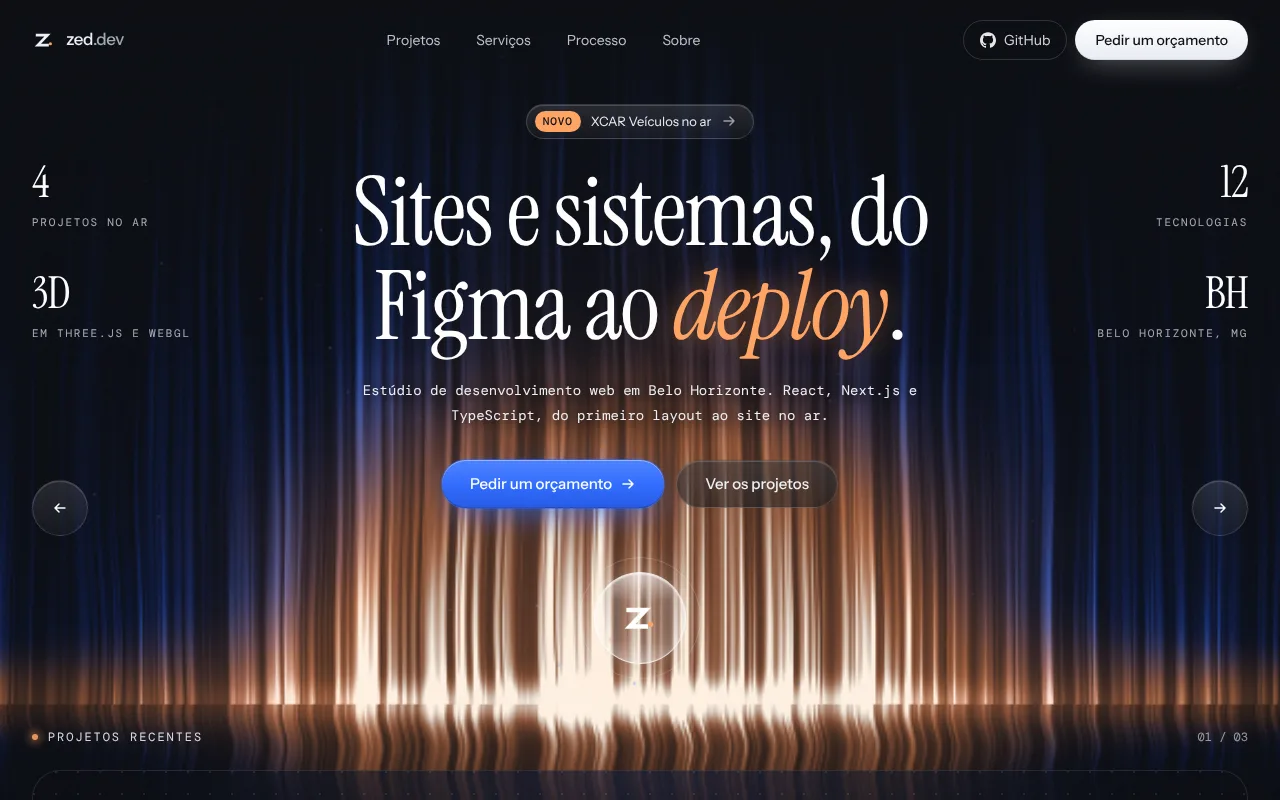 Z. zed.dev
Projetos Serviços Processo Sobre
GitHub
Pedir um orçamento
NOVO XCAR Veículos no ar →
4
PROJETOS NO AR
3D
EM THREE.JS E WEBGL
Sites e sistemas, do
Figma ao deploy.
12
TECNOLOGIAS
BH
BELO HORIZONTE, MG
Estúdio de desenvolvimento web em Belo Horizonte. React, Next.js e
TypeScript, do primeiro layout ao site no ar.
Pedir um orçamento →
Ver os projetos
←
→
Z.
PROJETOS RECENTES
01 / 03